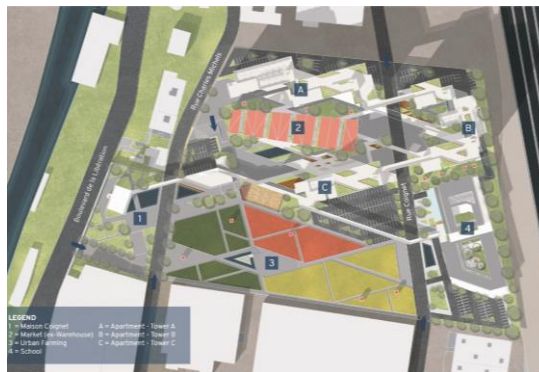 Rue Charles Michels
Boulevard de la Libération
Rue Coignet
A
2
B
C
1
4
3
LEGEND
1 = Maison Coignet
2 = Market (ex-Warehouse)
3 = Urban Farming
4 = School
A = Apartment - Tower A
B = Apartment - Tower B
C = Apartment - Tower C